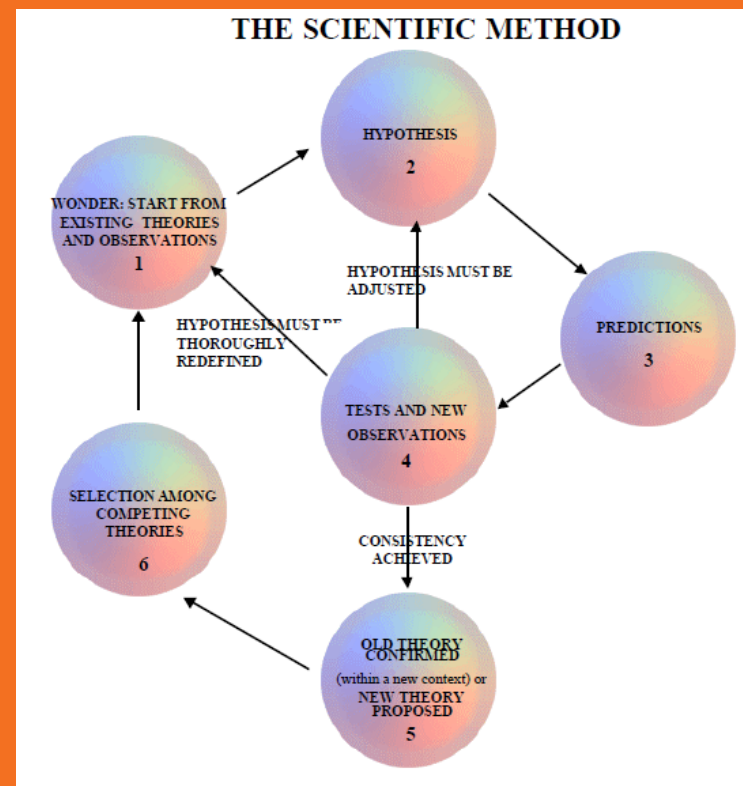 THE SCIENTIFIC METHOD
HYPOTHESIS
2
WONDER: START FROM
EXISTING THEORIES
AND OBSERVATIONS
1
HYPOTHESIS MUST BE
ADJUSTED
HYPOTHESIS MUST BE
THOROUGHLY
REDEFINED
PREDICTIONS
3
TESTS AND NEW
OBSERVATIONS
4
SELECTION AMONG
COMPETING
THEORIES
6
CONSISTENCY
ACHIEVED
OLD THEORY
CONFIRMED
(within a new context) or
NEW THEORY
PROPOSED
5